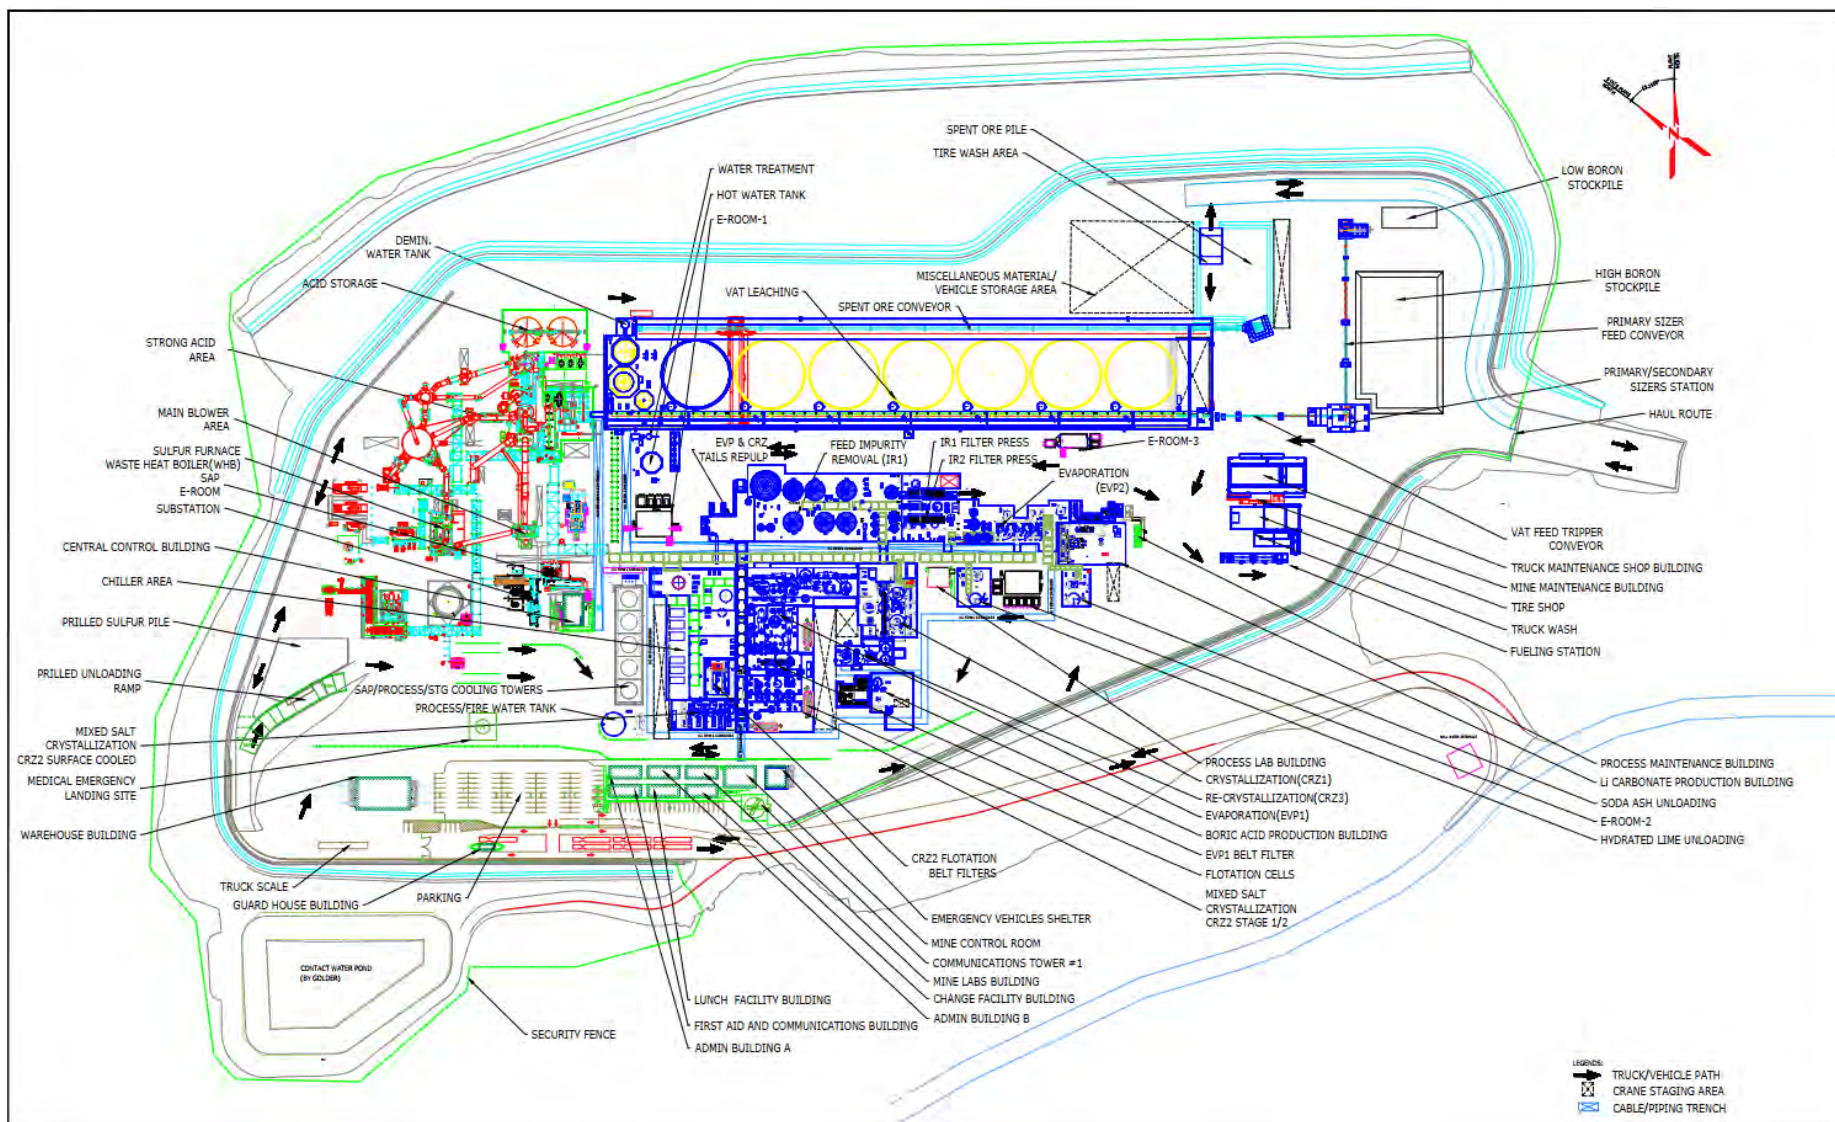 SPENT ORE PILE
TIRE WASH AREA
WATER TREATMENT
HOT WATER TANK
E-ROOM-1
DEMIN.
WATER TANK
ACID STORAGE
VAT LEACHING
MISCELLANEOUS MATERIAL/
VEHICLE STORAGE AREA
SPENT ORE CONVEYOR
LOW BORON
STOCKPILE
HIGH BORON
STOCKPILE
PRIMARY SIZER
FEED CONVEYOR
PRIMARY/SECONDARY
SIZERS STATION
HAUL ROUTE
STRONG ACID
AREA
MAIN BLOWER
AREA
SULFUR FURNACE
WASTE HEAT BOILER(WHB)
SAP
E-ROOM
SUBSTATION
CENTRAL CONTROL BUILDING
CHILLER AREA
PRILLED SULFUR PILE
PRILLED UNLOADING
RAMP
MIXED SALT
CRYSTALLIZATION
CRZ2 SURFACE COOLED
MEDICAL EMERGENCY
LANDING SITE
WAREHOUSE BUILDING
EVP & CRZ
TAILS REPULP
FEED IMPURITY
REMOVAL (IR1)
IR1 FILTER PRESS
IR2 FILTER PRESS
E-ROOM-3
EVAPORATION
(EVP2)
VAT FEED TRIPPER
CONVEYOR
TRUCK MAINTENANCE SHOP BUILDING
MINE MAINTENANCE BUILDING
TIRE SHOP
TRUCK WASH
FUELING STATION
SAP/PROCESS/STG COOLING TOWERS
PROCESS/FIRE WATER TANK
PROCESS LAB BUILDING
CRYSTALLIZATION(CRZ1)
RE-CRYSTALLIZATION(CRZ3)
EVAPORATION(EVP1)
BORIC ACID PRODUCTION BUILDING
EVP1 BELT FILTER
FLOTATION CELLS
MIXED SALT
CRYSTALLIZATION
CRZ2 STAGE 1/2
PROCESS MAINTENANCE BUILDING
Li CARBONATE PRODUCTION BUILDING
SODA ASH UNLOADING
E-ROOM-2
HYDRATED LIME UNLOADING
CRZ2 FLOTATION
BELT FILTERS
TRUCK SCALE
GUARD HOUSE BUILDING
PARKING
EMERGENCY VEHICLES SHELTER
MINE CONTROL ROOM
COMMUNICATIONS TOWER #1
MINE LABS BUILDING
CHANGE FACILITY BUILDING
ADMIN BUILDING B
LUNCH FACILITY BUILDING
FIRST AID AND COMMUNICATIONS BUILDING
ADMIN BUILDING A
CONTACT WATER POND
(BY GOLDER)
SECURITY FENCE
LEGENDS:
TRUCK/VEHICLE PATH
CRANE STAGING AREA
CABLE/PIPING TRENCH